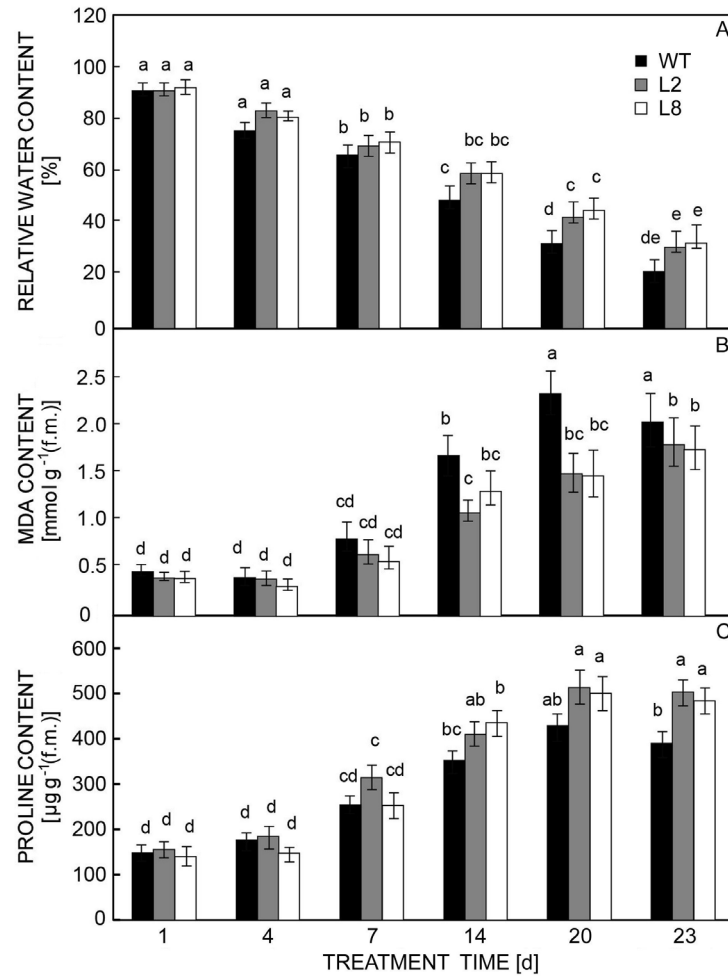 A
WT
L2
L8
RELATIVE WATER CONTENT
[%]
120
100
80
60
40
20
0
a a a
a a a
b b b
c bc bc
d c c
de e e
B
MDA CONTENT
[mmol g⁻¹(f.m.)]
2.5
2.0
1.5
1.0
0.5
0
d d d
d d d
cd cd cd
b c bc
a bc bc
a b b
C
PROLINE CONTENT
[µg g⁻¹(f.m.)]
600
500
400
300
200
100
0
d d d
d d d
cd c cd
bc ab b
ab a a
b a a
1 4 7 14 20 23
TREATMENT TIME [d]